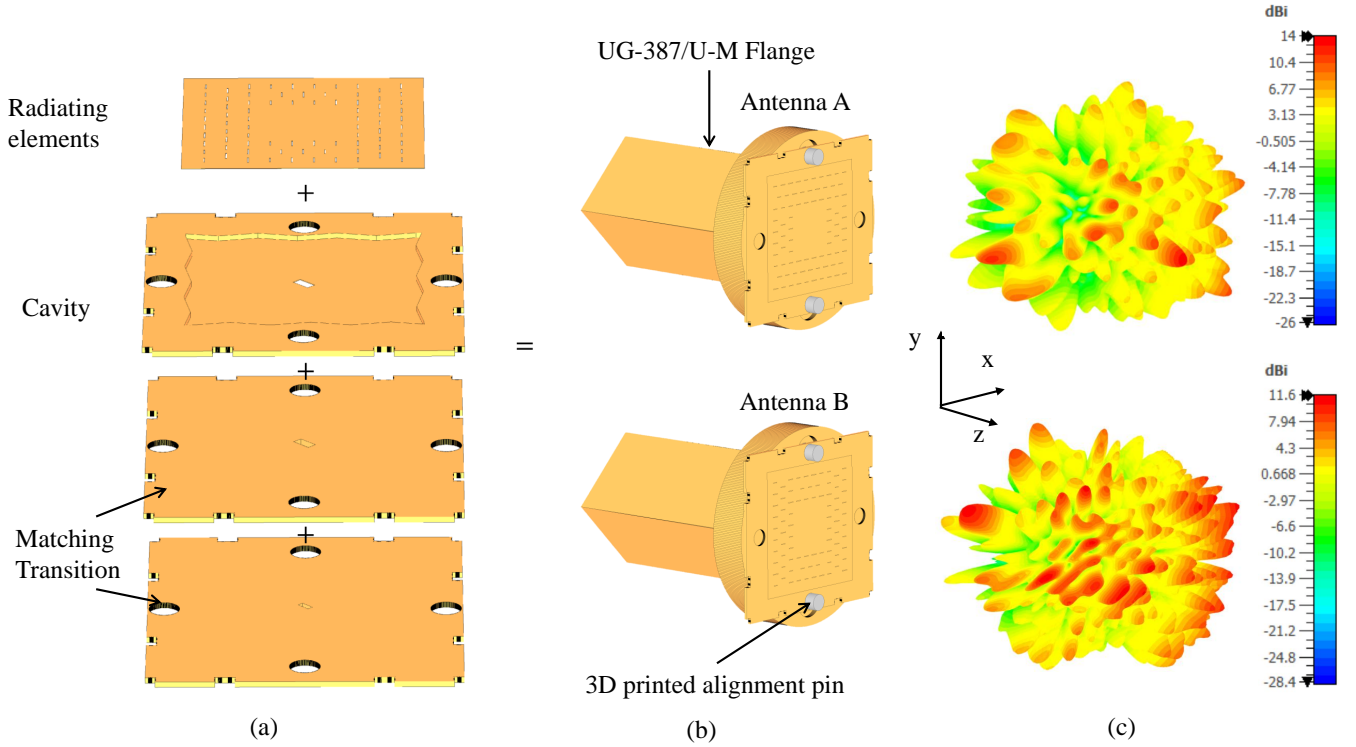 Radiating
elements
+
Cavity
+
Matching
Transition
+
(a)
=
UG-387/U-M Flange
Antenna A
Antenna B
3D printed alignment pin
(b)
dBi
14
10.4
6.77
3.13
-0.505
-4.14
-7.78
-11.4
-15.1
-18.7
-22.3
-26
y
x
z
dBi
11.6
7.94
4.3
0.668
-2.97
-6.6
-10.2
-13.9
-17.5
-21.2
-24.8
-28.4
(c)